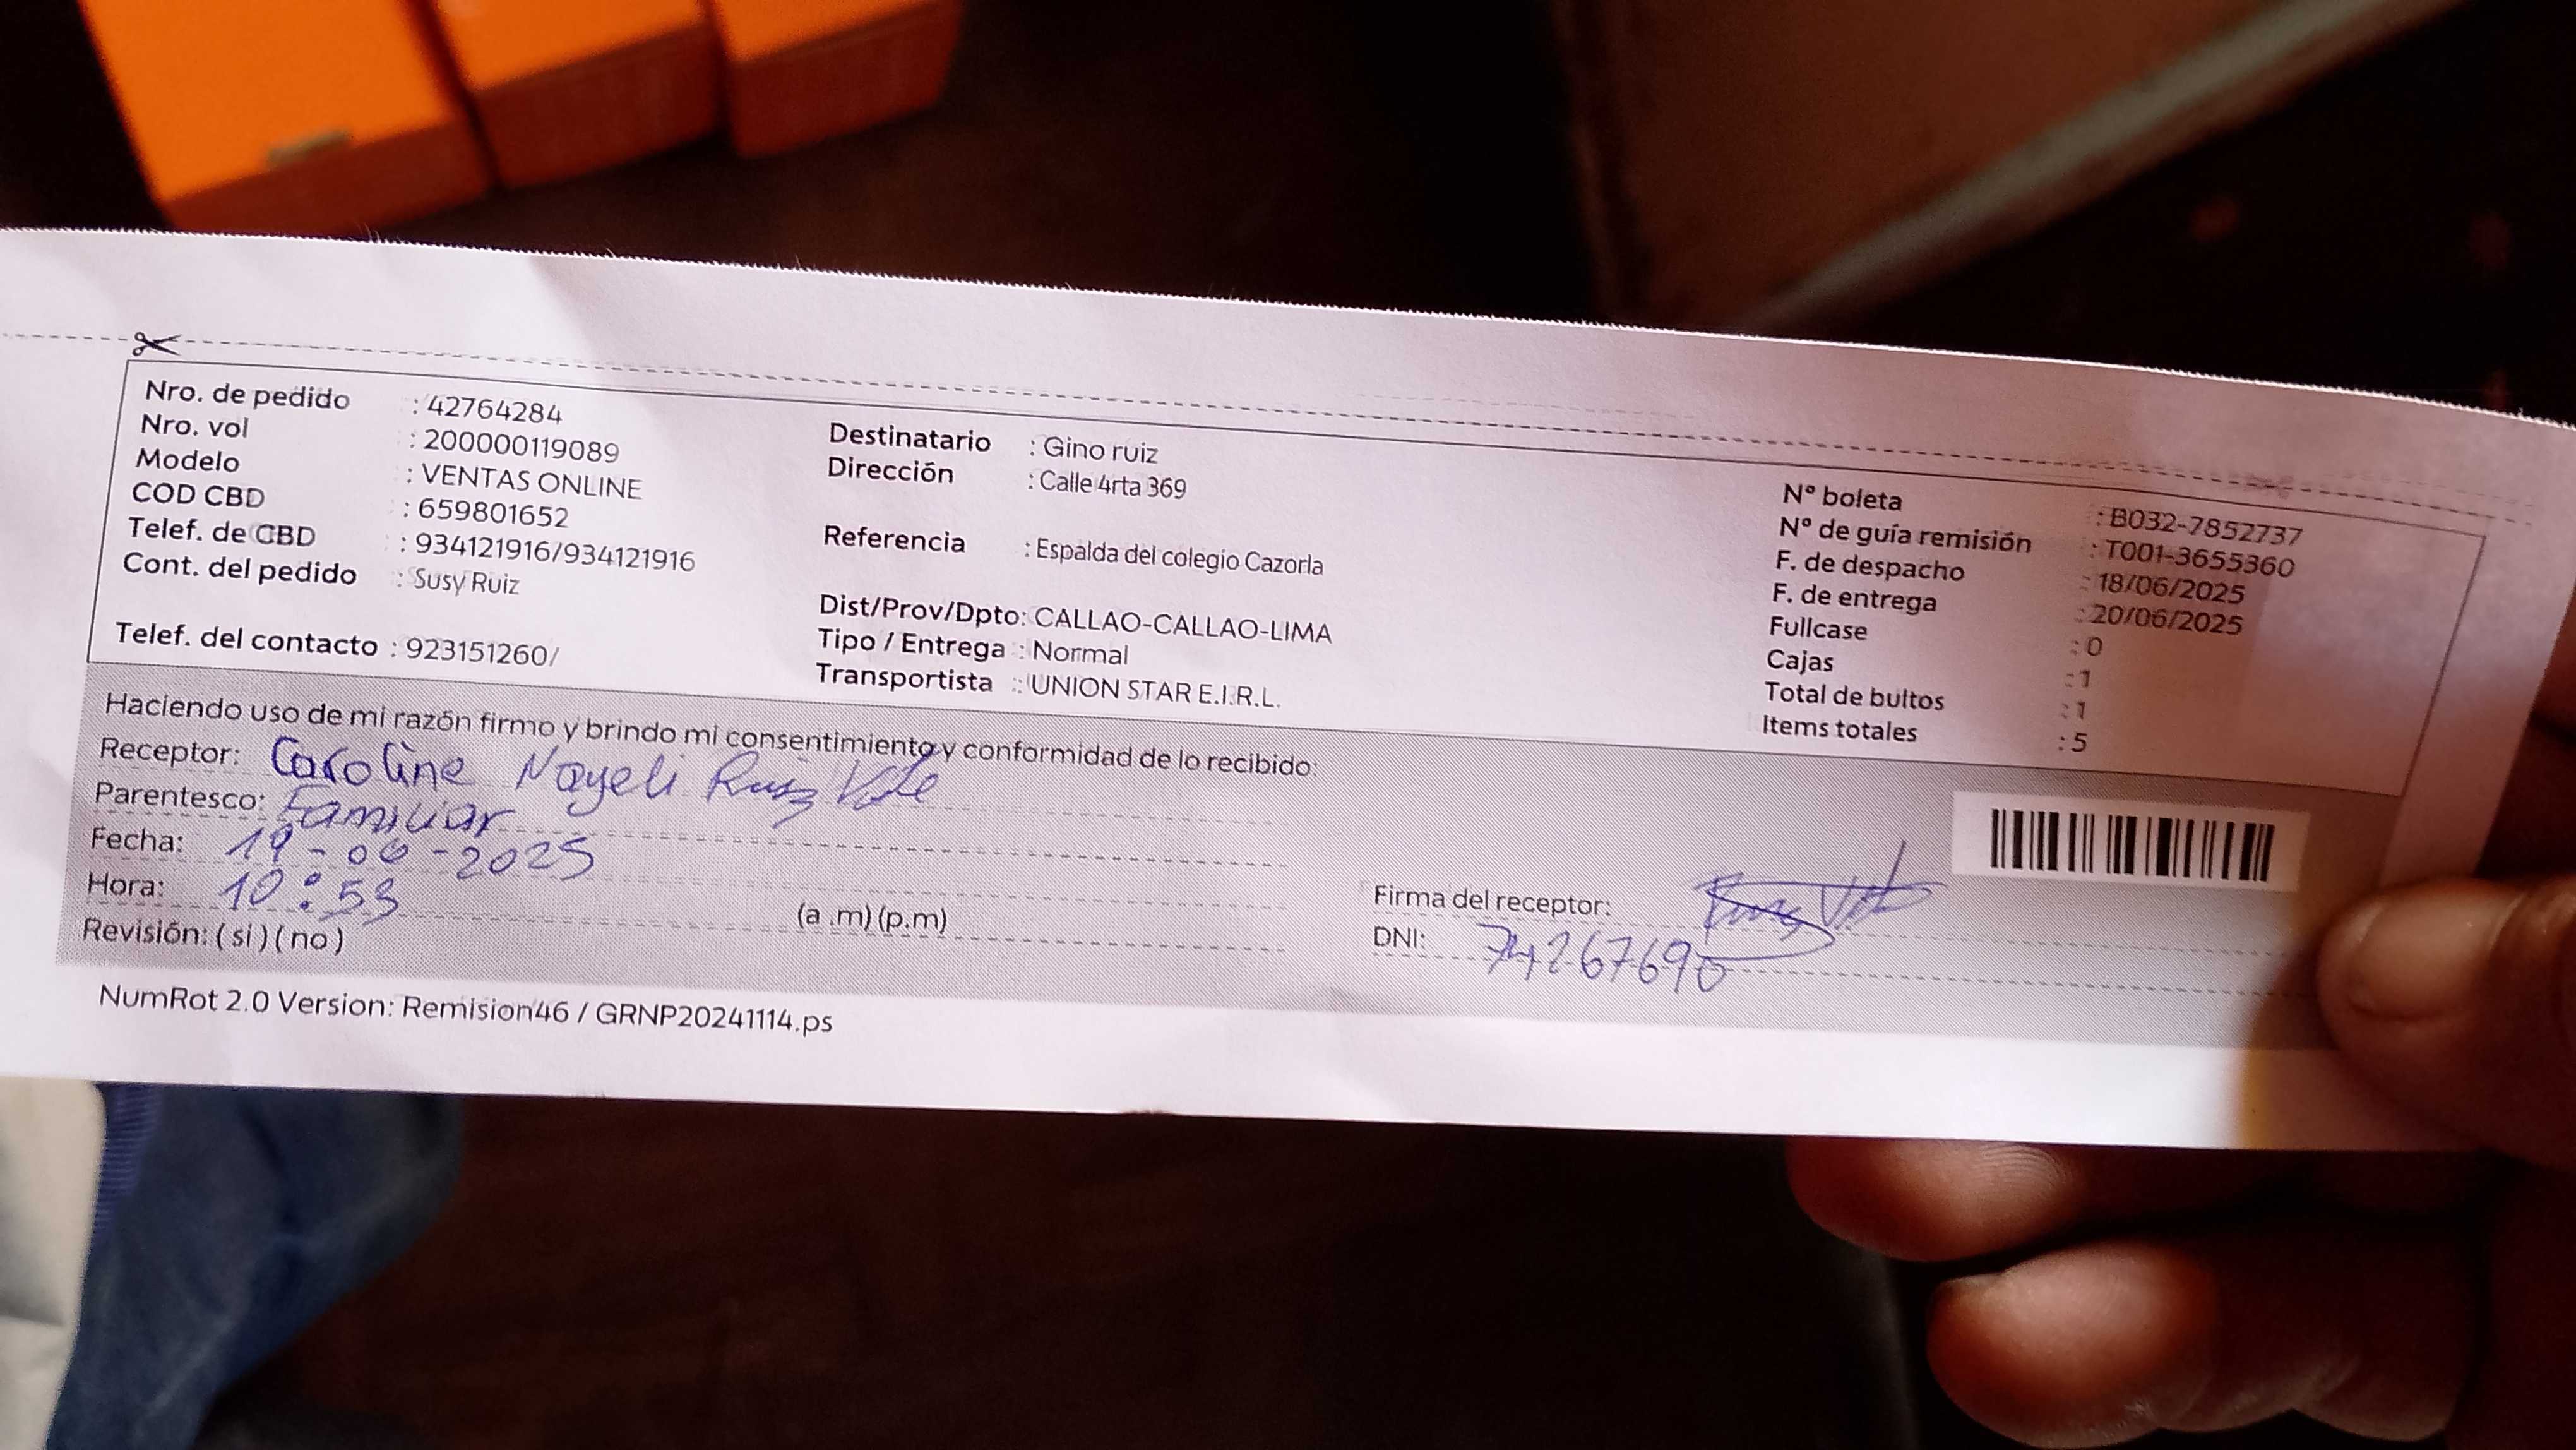 Nro. de pedido : 42764284
Nro. vol : 200000119089
Modelo : VENTAS ONLINE
COD CBD : 659801652
Telef. de CBD : 934121916/934121916
Cont. del pedido : Susy Ruiz
Telef. del contacto : 923151260/
Destinatario : Gino ruiz
Dirección : Calle 4rta 369
Referencia : Espalda del colegio Cazorla
Dist/Prov/Dpto: CALLAO-CALLAO-LIMA
Tipo / Entrega : Normal
Transportista :: UNION STAR E.I.R.L.
N° boleta : B032-7852737
N° de guía remisión : T001-3655360
F. de despacho : 18/06/2025
F. de entrega : 20/06/2025
Fullcase : 0
Cajas : 1
Total de bultos : 1
Items totales : 5
Haciendo uso de mi razón firmo y brindo mi consentimiento y conformidad de lo recibido:
Receptor: Caroline Nayeli Ruiz
Parentesco: Familiar
Fecha: 19-06-2025
Hora: 10:53 (a .m) (p.m)
Revisión: ( si ) ( no )
Firma del receptor:
DNI: 74267690
NumRot 2.0 Version: Remision46 / GRNP20241114.ps